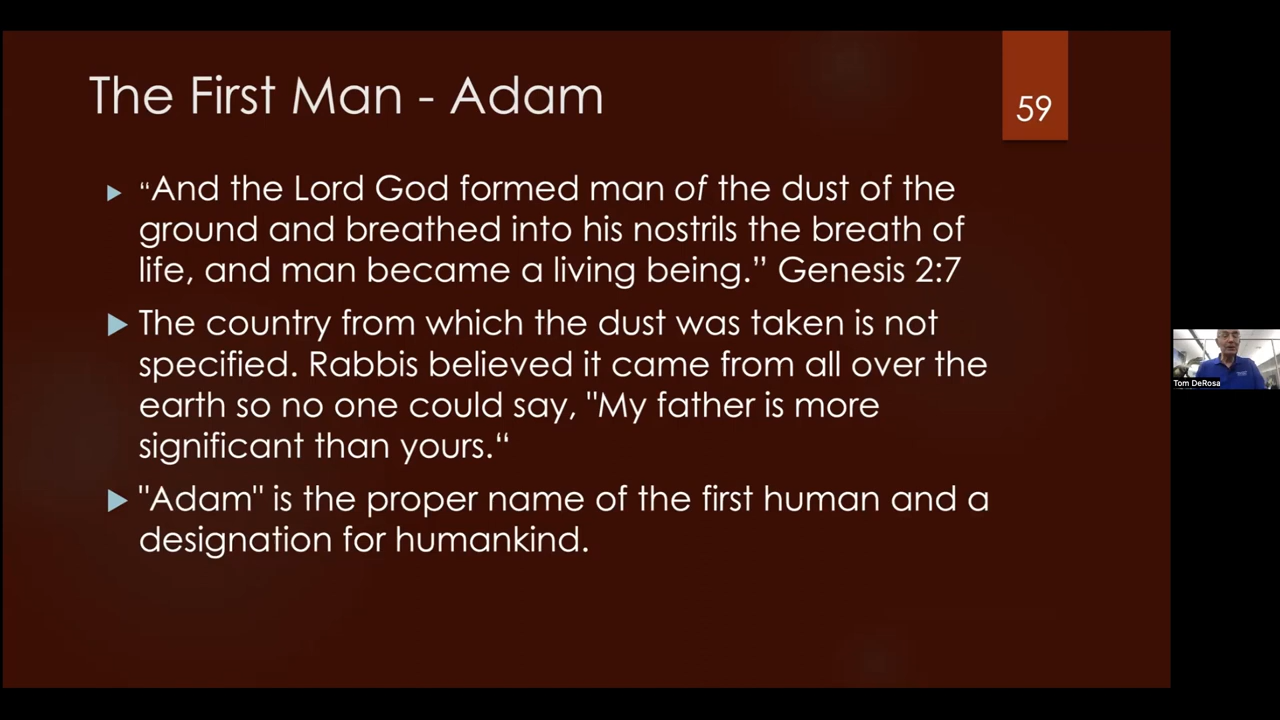 The First Man - Adam
59
“And the Lord God formed man of the dust of the
ground and breathed into his nostrils the breath of
life, and man became a living being.” Genesis 2:7
The country from which the dust was taken is not
specified. Rabbis believed it came from all over the
earth so no one could say, "My father is more
significant than yours.“
"Adam" is the proper name of the first human and a
designation for humankind.
Tom DeRosa